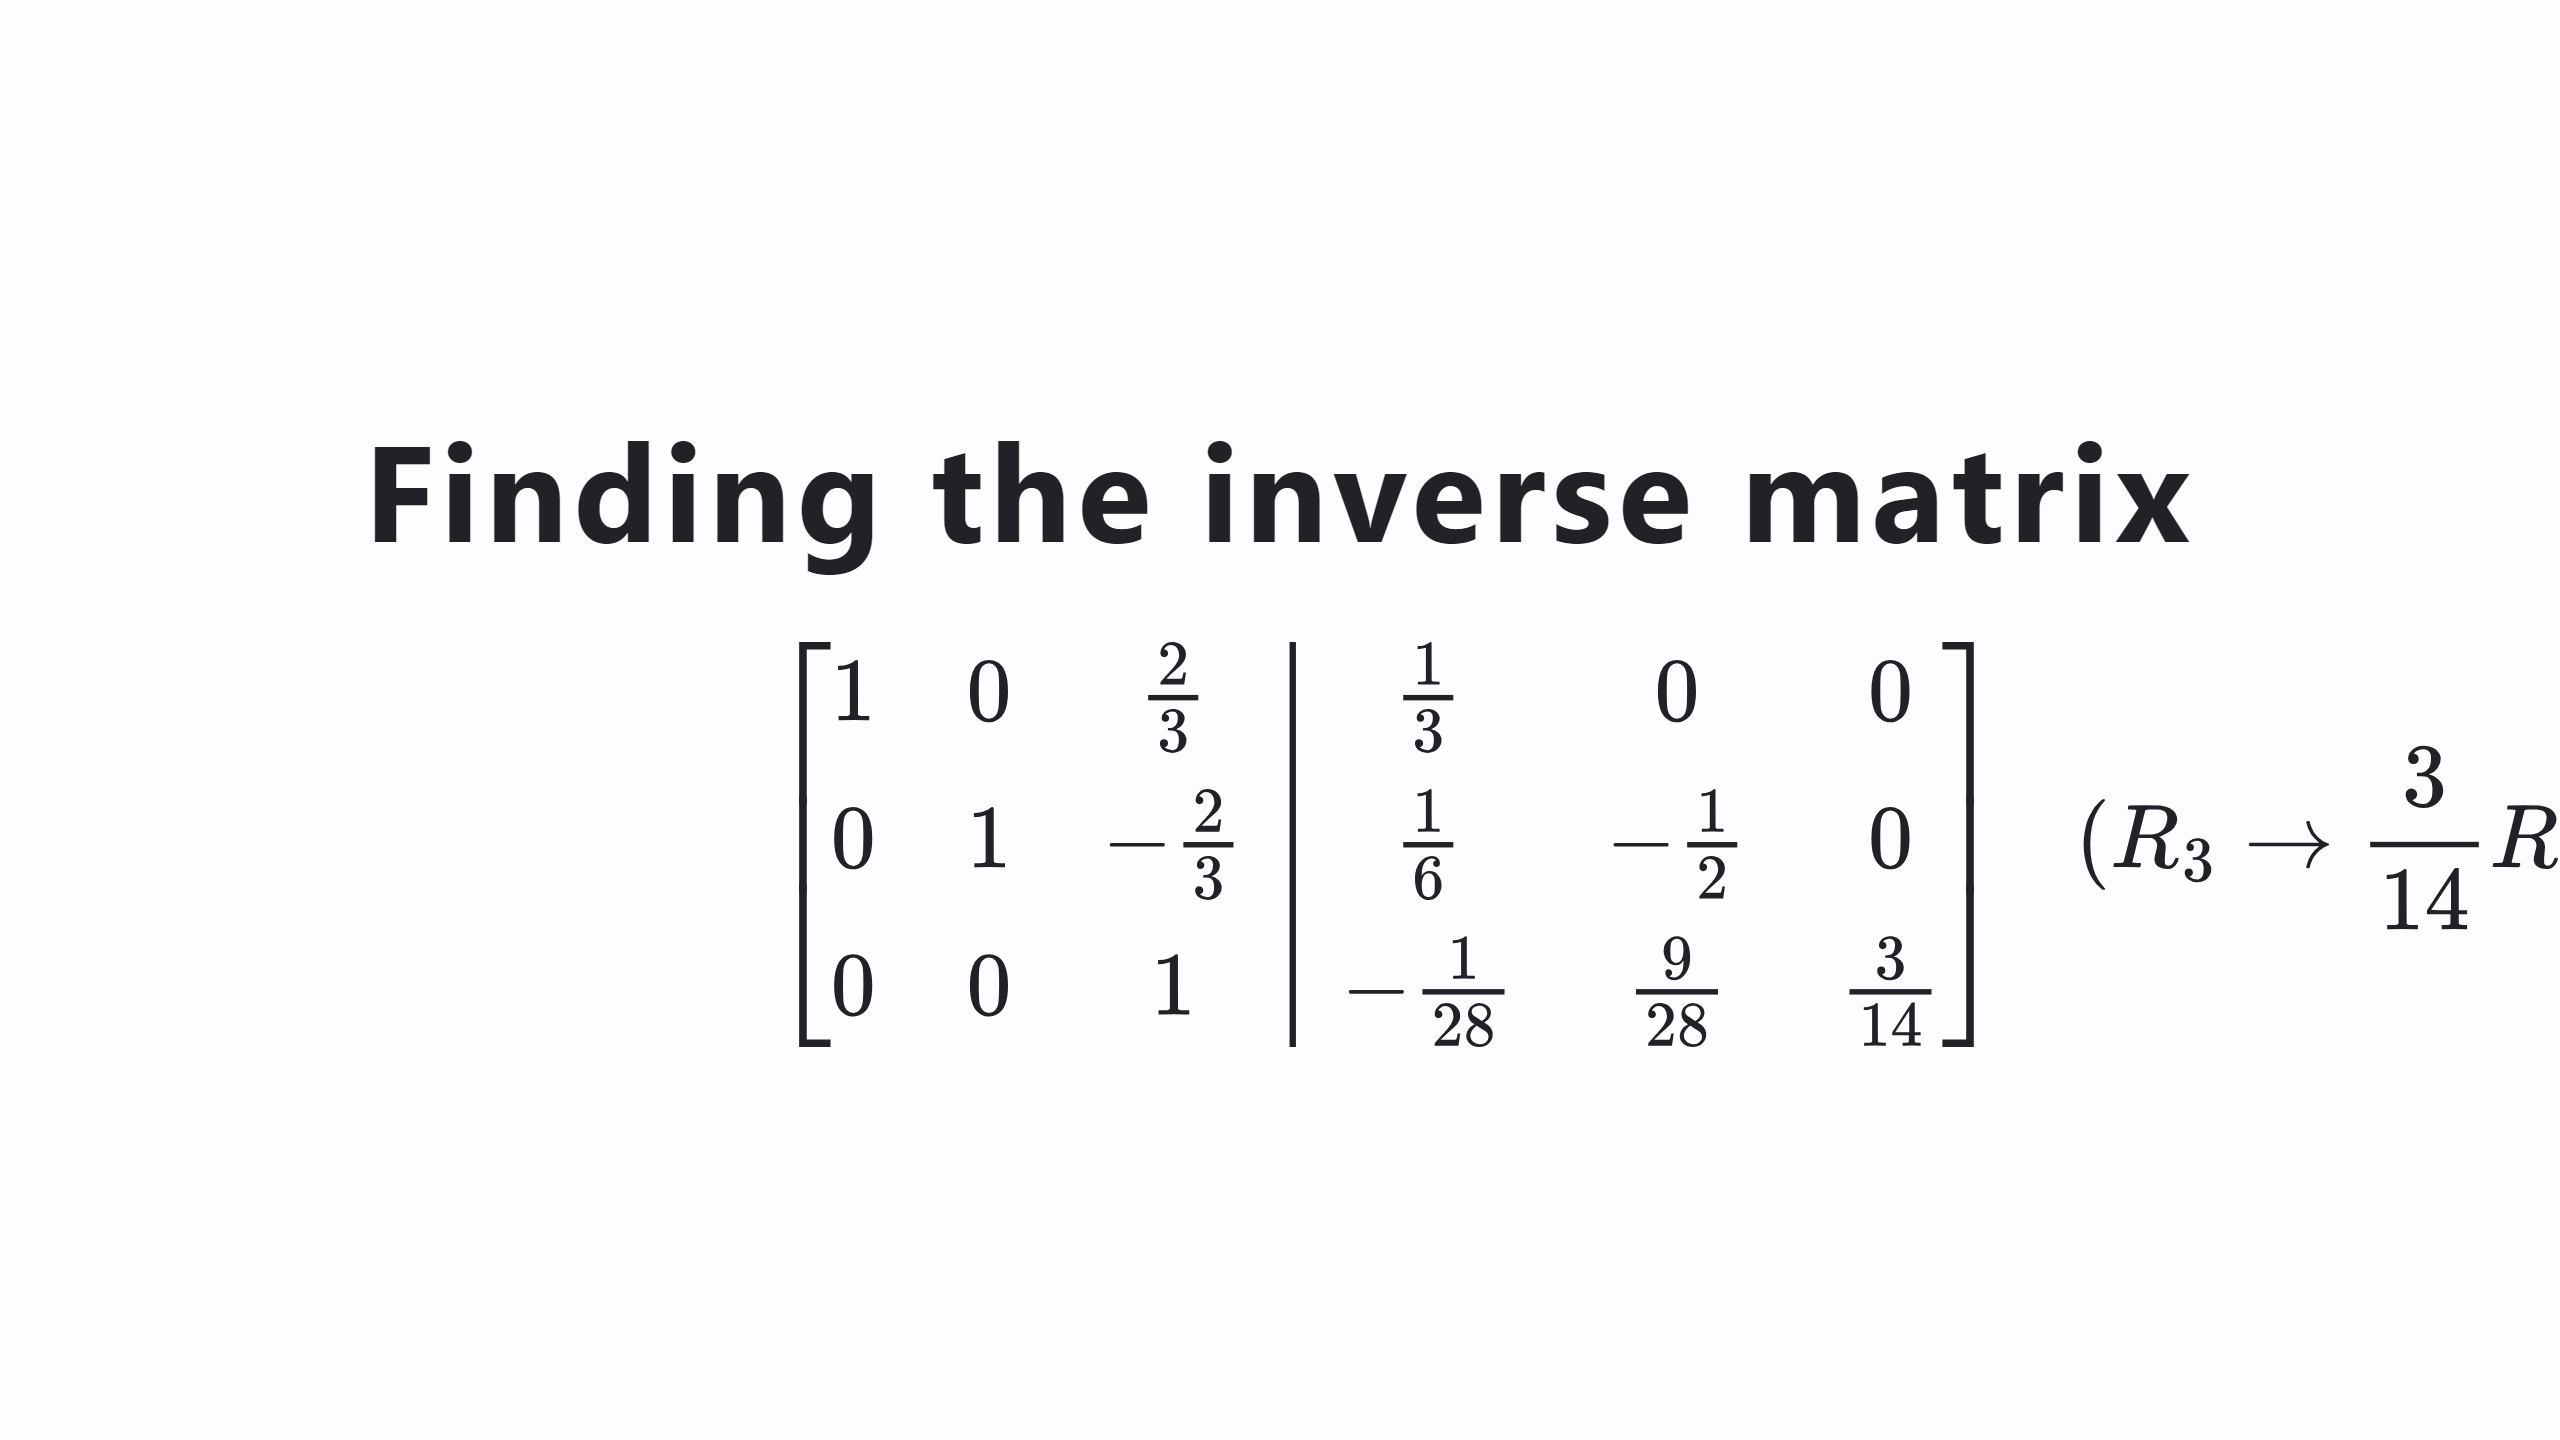 Finding the inverse matrix
1 0 2/3 | 1/3 0 0
0 1 −2/3 | 1/6 −1/2 0 (R₃ → 3/14 R
0 0 1 | −1/28 9/28 3/14